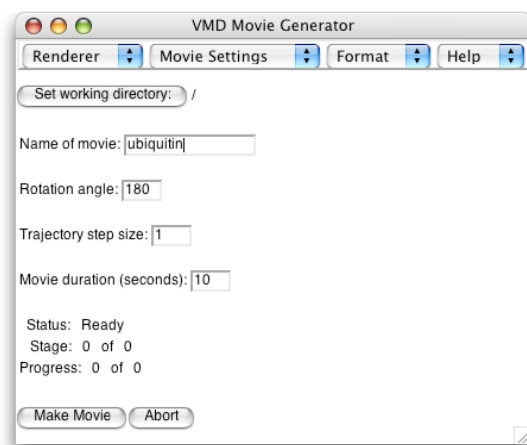 VMD Movie Generator
Renderer Movie Settings Format Help
Set working directory: /
Name of movie: ubiquitin
Rotation angle: 180
Trajectory step size: 1
Movie duration (seconds): 10
Status: Ready
Stage: 0 of 0
Progress: 0 of 0
Make Movie Abort